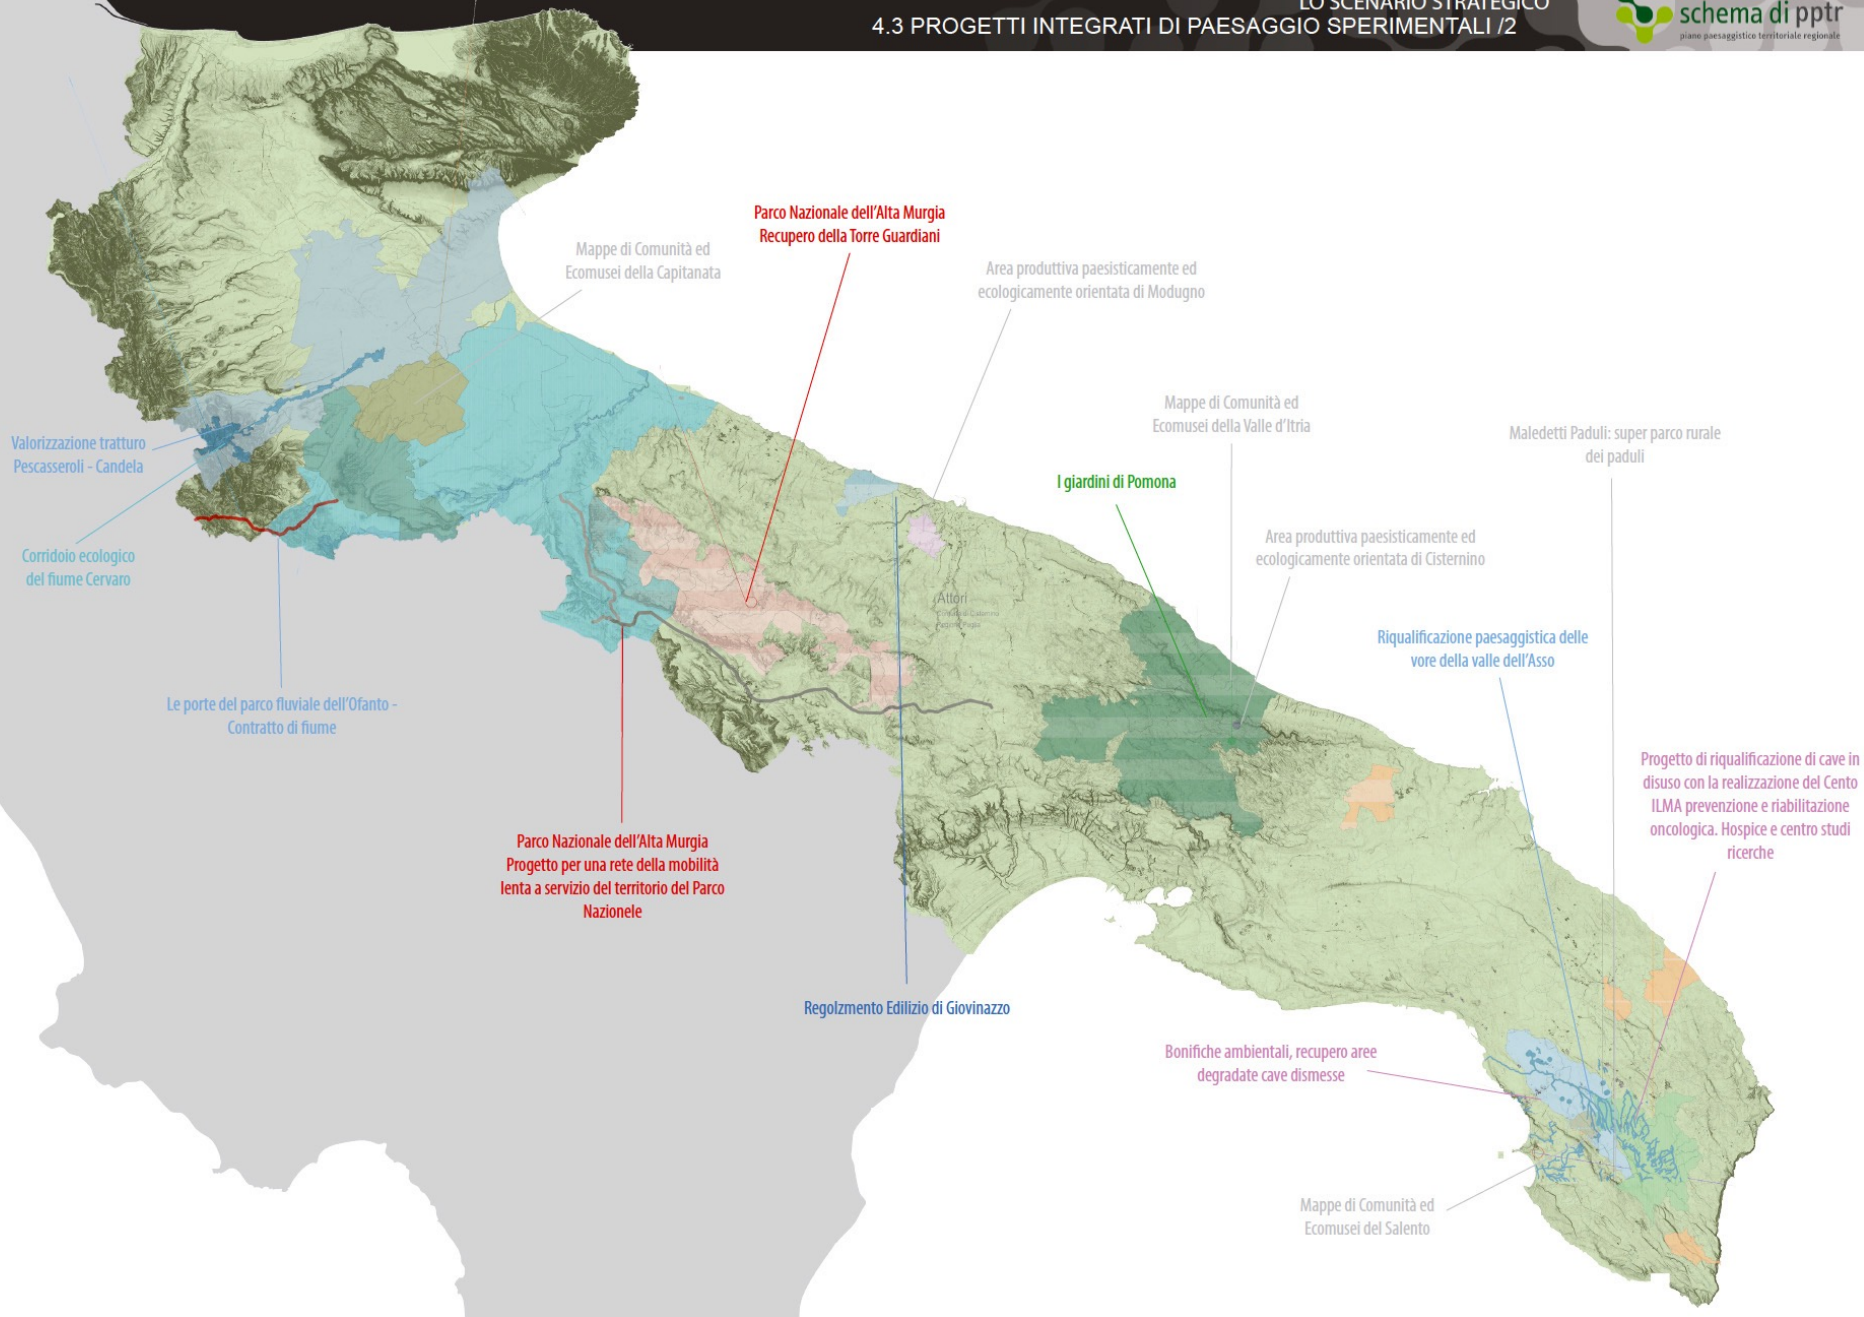 LO SCENARIO STRATEGICO
4.3 PROGETTI INTEGRATI DI PAESAGGIO SPERIMENTALI /2
schema di pptr
piano paesaggistico territoriale regionale
Parco Nazionale dell'Alta Murgia
Recupero della Torre Guardiani
Mappe di Comunità ed
Ecomusei della Capitanata
Area produttiva paesisticamente ed
ecologicamente orientata di Modugno
Mappe di Comunità ed
Ecomusei della Valle d'Itria
Maledetti Paduli: super parco rurale
dei paduli
Valorizzazione tratturo
Pescasseroli - Candela
I giardini di Pomona
Area produttiva paesisticamente ed
ecologicamente orientata di Cisternino
Corridoio ecologico
del fiume Cervaro
Attori
Riqualificazione paesaggistica delle
vore della valle dell'Asso
Le porte del parco fluviale dell'Ofanto -
Contratto di fiume
Progetto di riqualificazione di cave in
disuso con la realizzazione del Cento
ILMA prevenzione e riabilitazione
oncologica. Hospice e centro studi
ricerche
Parco Nazionale dell'Alta Murgia
Progetto per una rete della mobilità
lenta a servizio del territorio del Parco
Nazionele
Regolzmento Edilizio di Giovinazzo
Bonifiche ambientali, recupero aree
degradate cave dismesse
Mappe di Comunità ed
Ecomusei del Salento